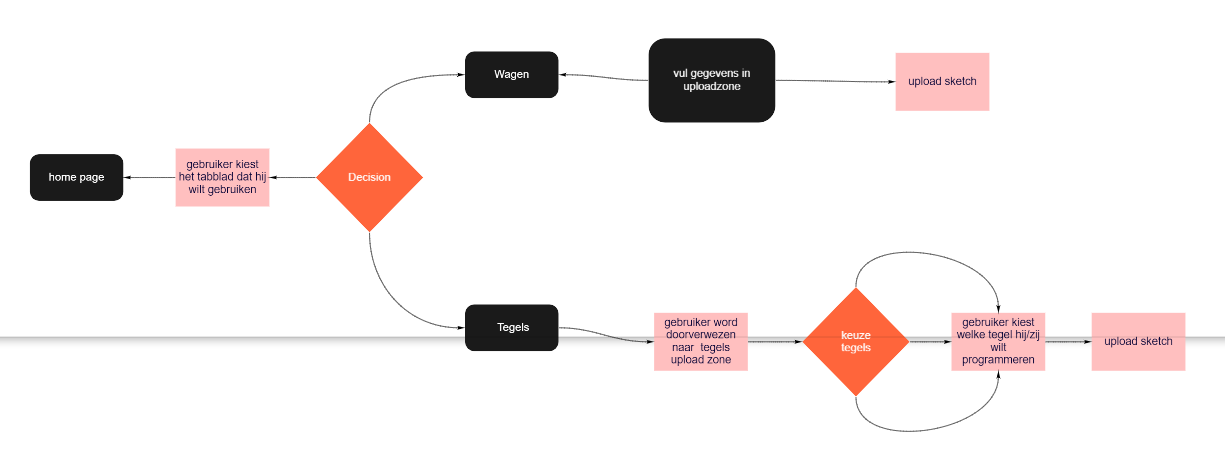 home page
gebruiker kiest
het tabblad dat hij
wilt gebruiken
Decision
Wagen
vul gegevens in
uploadzone
upload sketch
Tegels
gebruiker word
doorverwezen
naar tegels
upload zone
keuze
tegels
gebruiker kiest
welke tegel hij/zij
wilt
programmeren
upload sketch